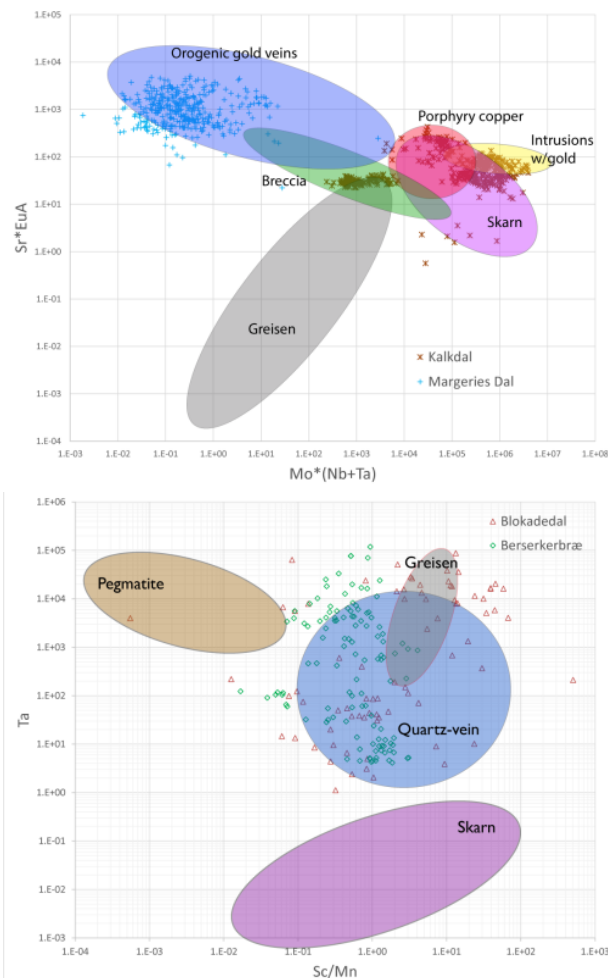 1.E+05
1.E+04
1.E+03
1.E+02
1.E+01
1.E+00
1.E-01
1.E-02
1.E-03
1.E-04
Sr*EuA
Orogenic gold veins
Porphyry copper
Intrusions
w/gold
Breccia
Skarn
Greisen
Kalkdal
Margeries Dal
1.E-03 1.E-02 1.E-01 1.E+00 1.E+01 1.E+02 1.E+03 1.E+04 1.E+05 1.E+06 1.E+07 1.E+08
Mo*(Nb+Ta)
1.E+06
1.E+05
1.E+04
1.E+03
1.E+02
1.E+01
1.E+00
1.E-01
1.E-02
1.E-03
Ta
Blokadedal
Berserkerbræ
Greisen
Pegmatite
Quartz-vein
Skarn
1.E-04 1.E-03 1.E-02 1.E-01 1.E+00 1.E+01 1.E+02 1.E+03
Sc/Mn